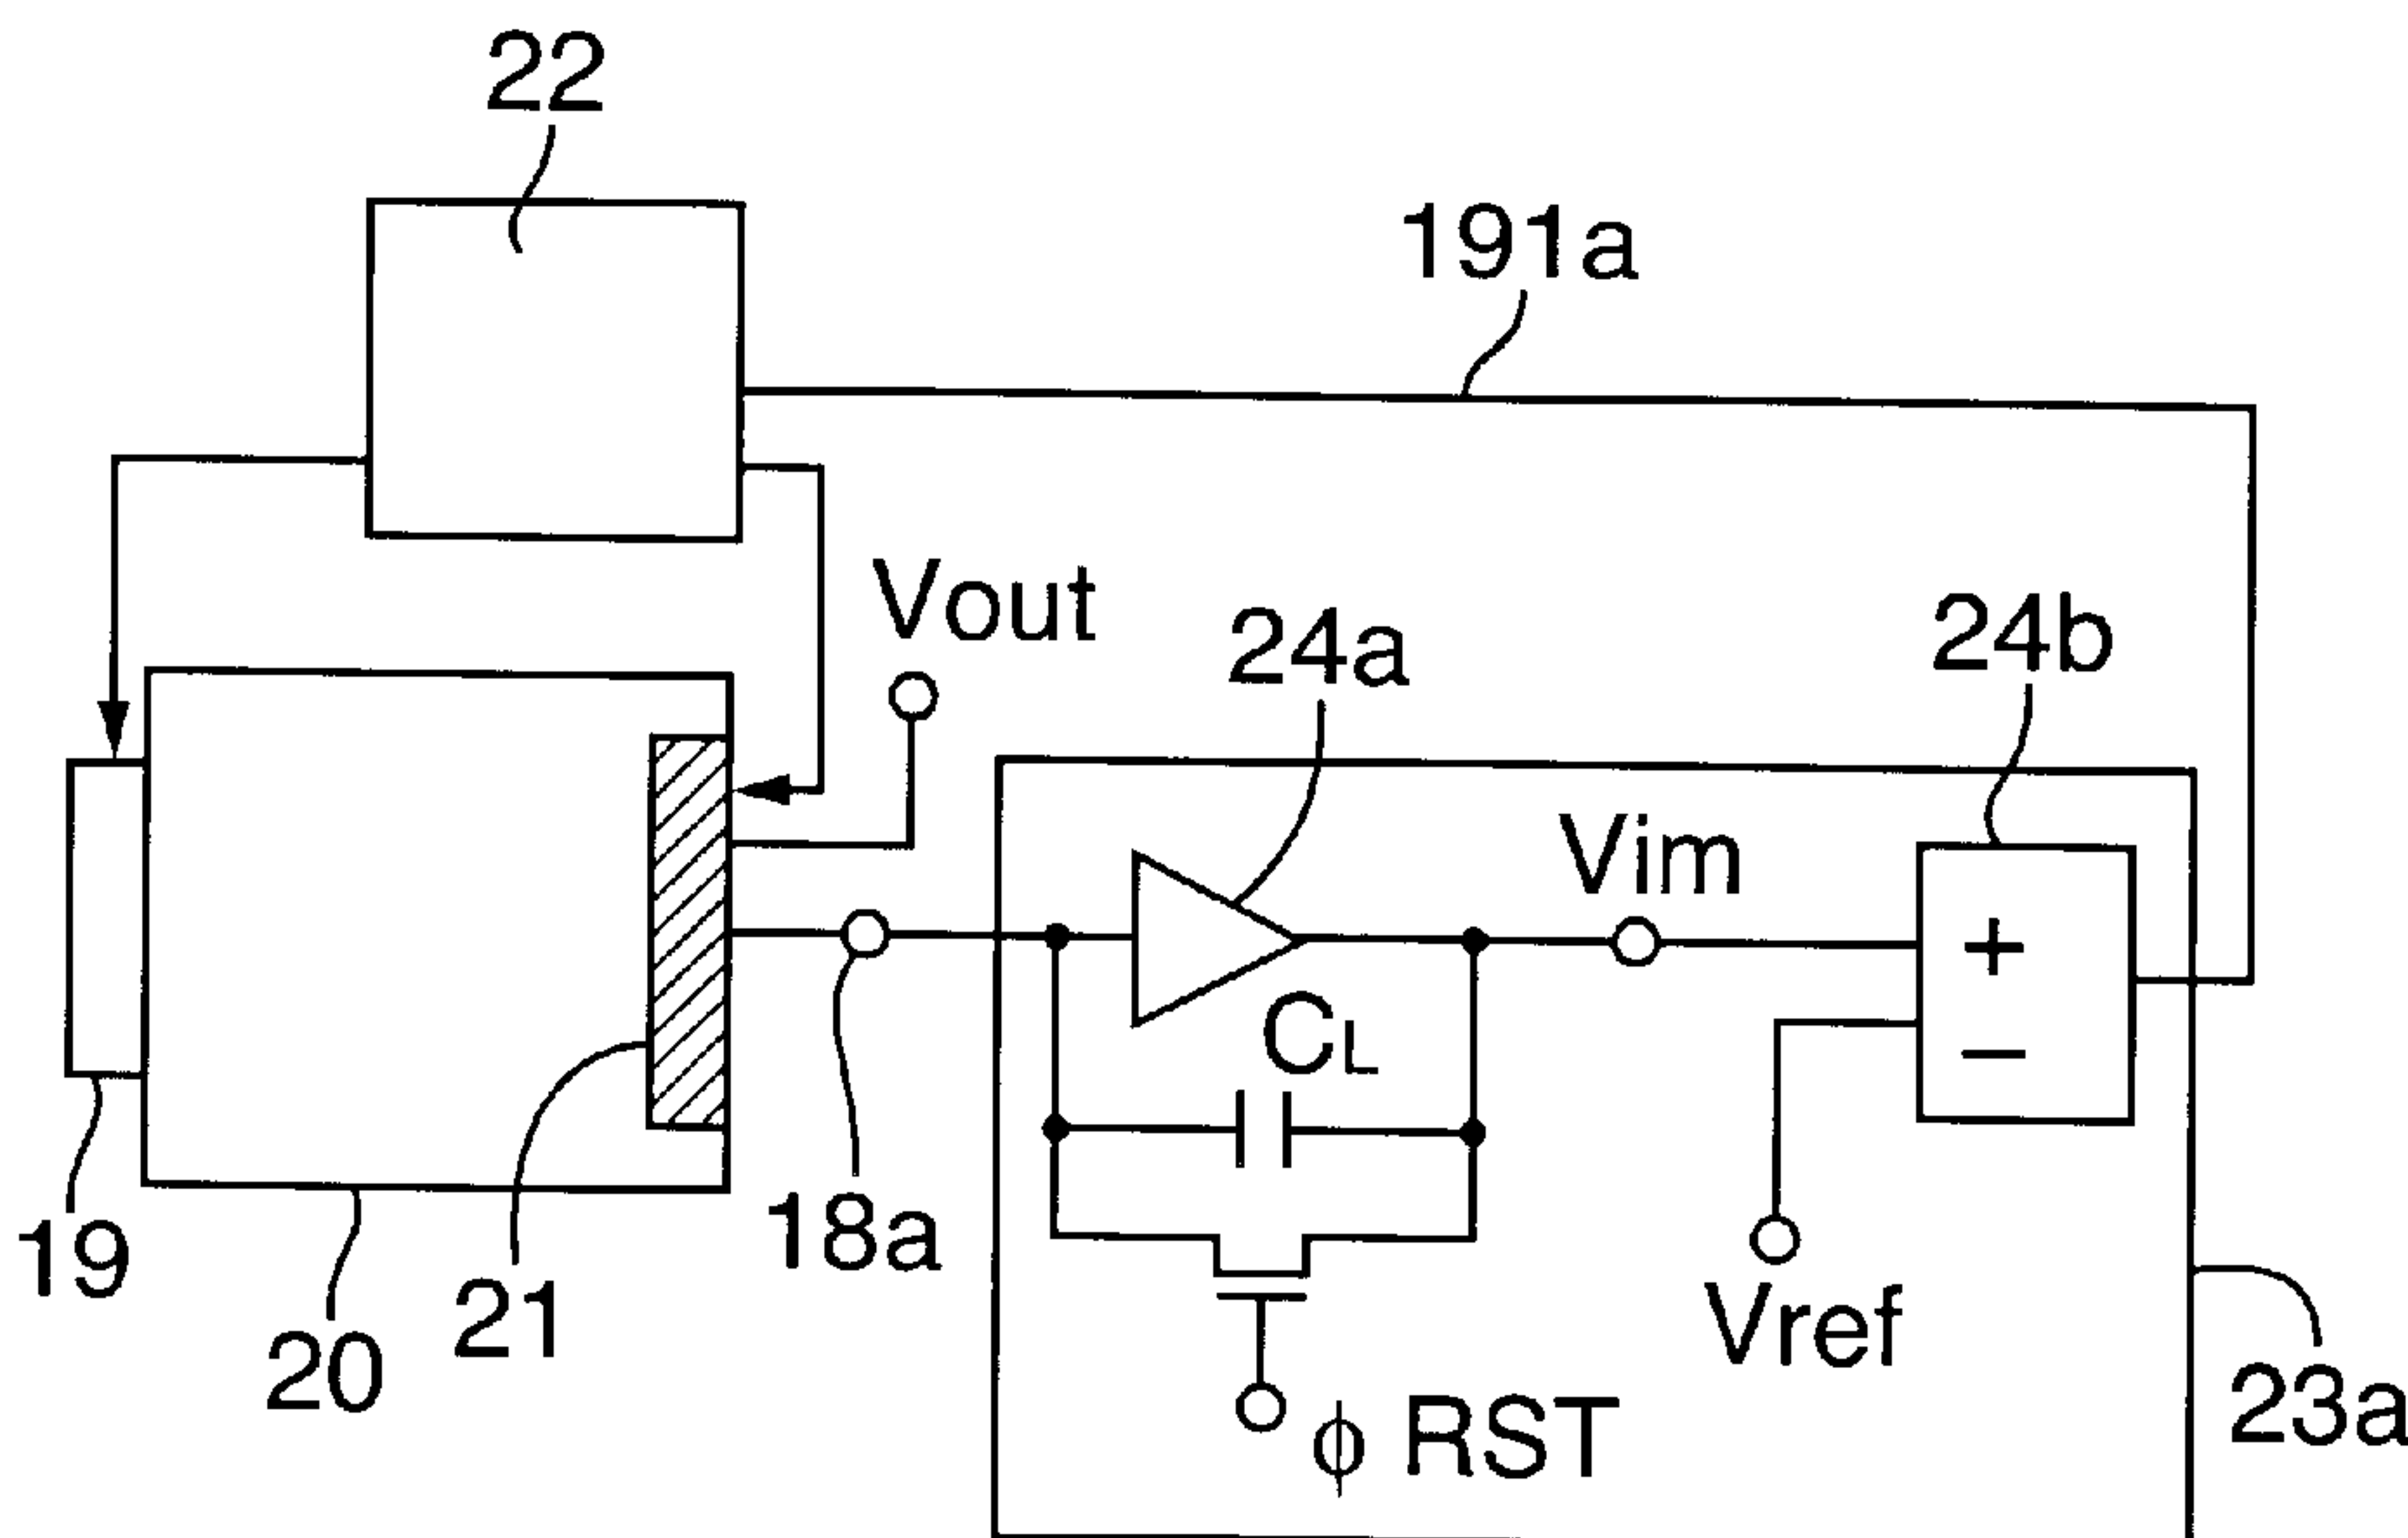 22
191a
Vout
24a
24b
Vim
+
CL
−
18a
19
21
20
Vref
φ RST
23a